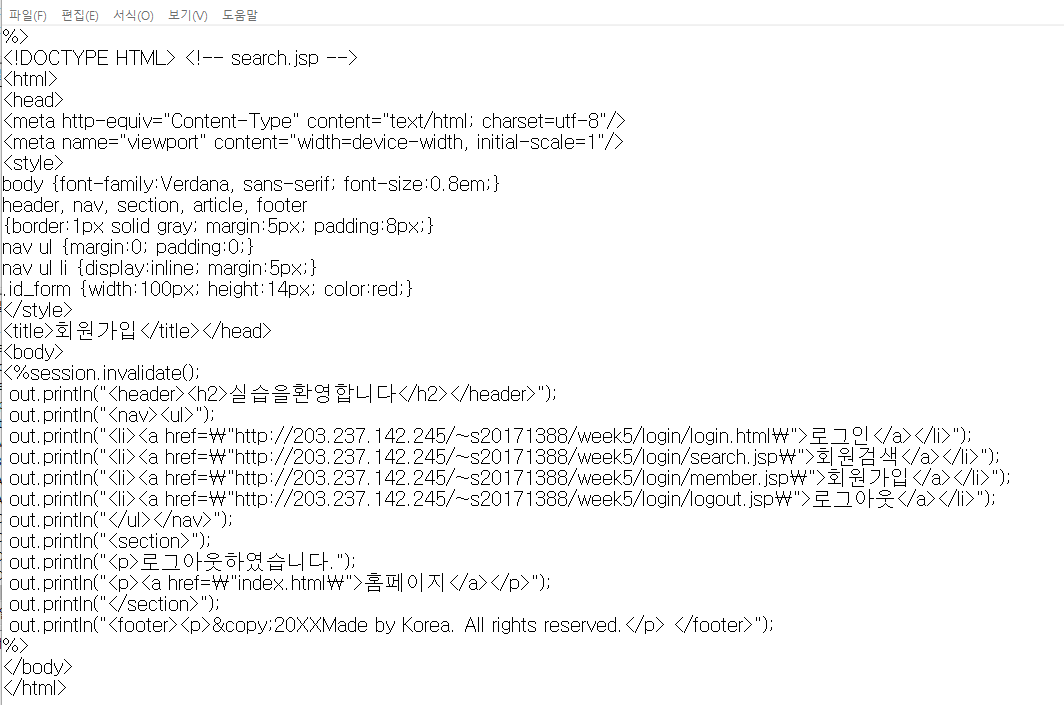 파일(F) 편집(E) 서식(O) 보기(V) 도움말
%>
<!DOCTYPE HTML> <!-- search.jsp -->
<html>
<head>
<meta http-equiv="Content-Type" content="text/html; charset=utf-8"/>
<meta name="viewport" content="width=device-width, initial-scale=1"/>
<style>
body {font-family:Verdana, sans-serif; font-size:0.8em;}
header, nav, section, article, footer
{border:1px solid gray; margin:5px; padding:8px;}
nav ul {margin:0; padding:0;}
nav ul li {display:inline; margin:5px;}
.id_form {width:100px; height:14px; color:red;}
</style>
<title>회원가입</title></head>
<body>
<%session.invalidate();
out.println("<header><h2>실습을환영합니다</h2></header>");
out.println("<nav><ul>");
out.println("<li><a href=₩"http://203.237.142.245/~s20171388/week5/login/login.html₩">로그인</a></li>");
out.println("<li><a href=₩"http://203.237.142.245/~s20171388/week5/login/search.jsp₩">회원검색</a></li>");
out.println("<li><a href=₩"http://203.237.142.245/~s20171388/week5/login/member.jsp₩">회원가입</a></li>");
out.println("<li><a href=₩"http://203.237.142.245/~s20171388/week5/login/logout.jsp₩">로그아웃</a></li>");
out.println("</ul></nav>");
out.println("<section>");
out.println("<p>로그아웃하였습니다.");
out.println("<p><a href=₩"index.html₩">홈페이지</a></p>");
out.println("</section>");
out.println("<footer><p>&copy;20XXMade by Korea. All rights reserved.</p> </footer>");
%>
</body>
</html>